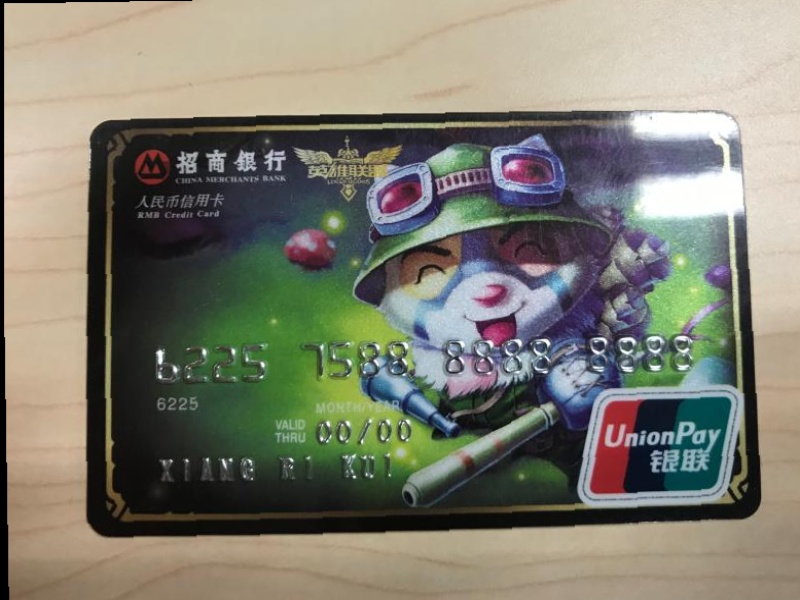 招商银行
CHINA MERCHANTS BANK
英雄联盟
人民币信用卡
RMB Credit Card
6225 7588 8888 8888
6225
MONTH/YEAR
VALID THRU 00/00
XIANG RI KUI
UnionPay
银联